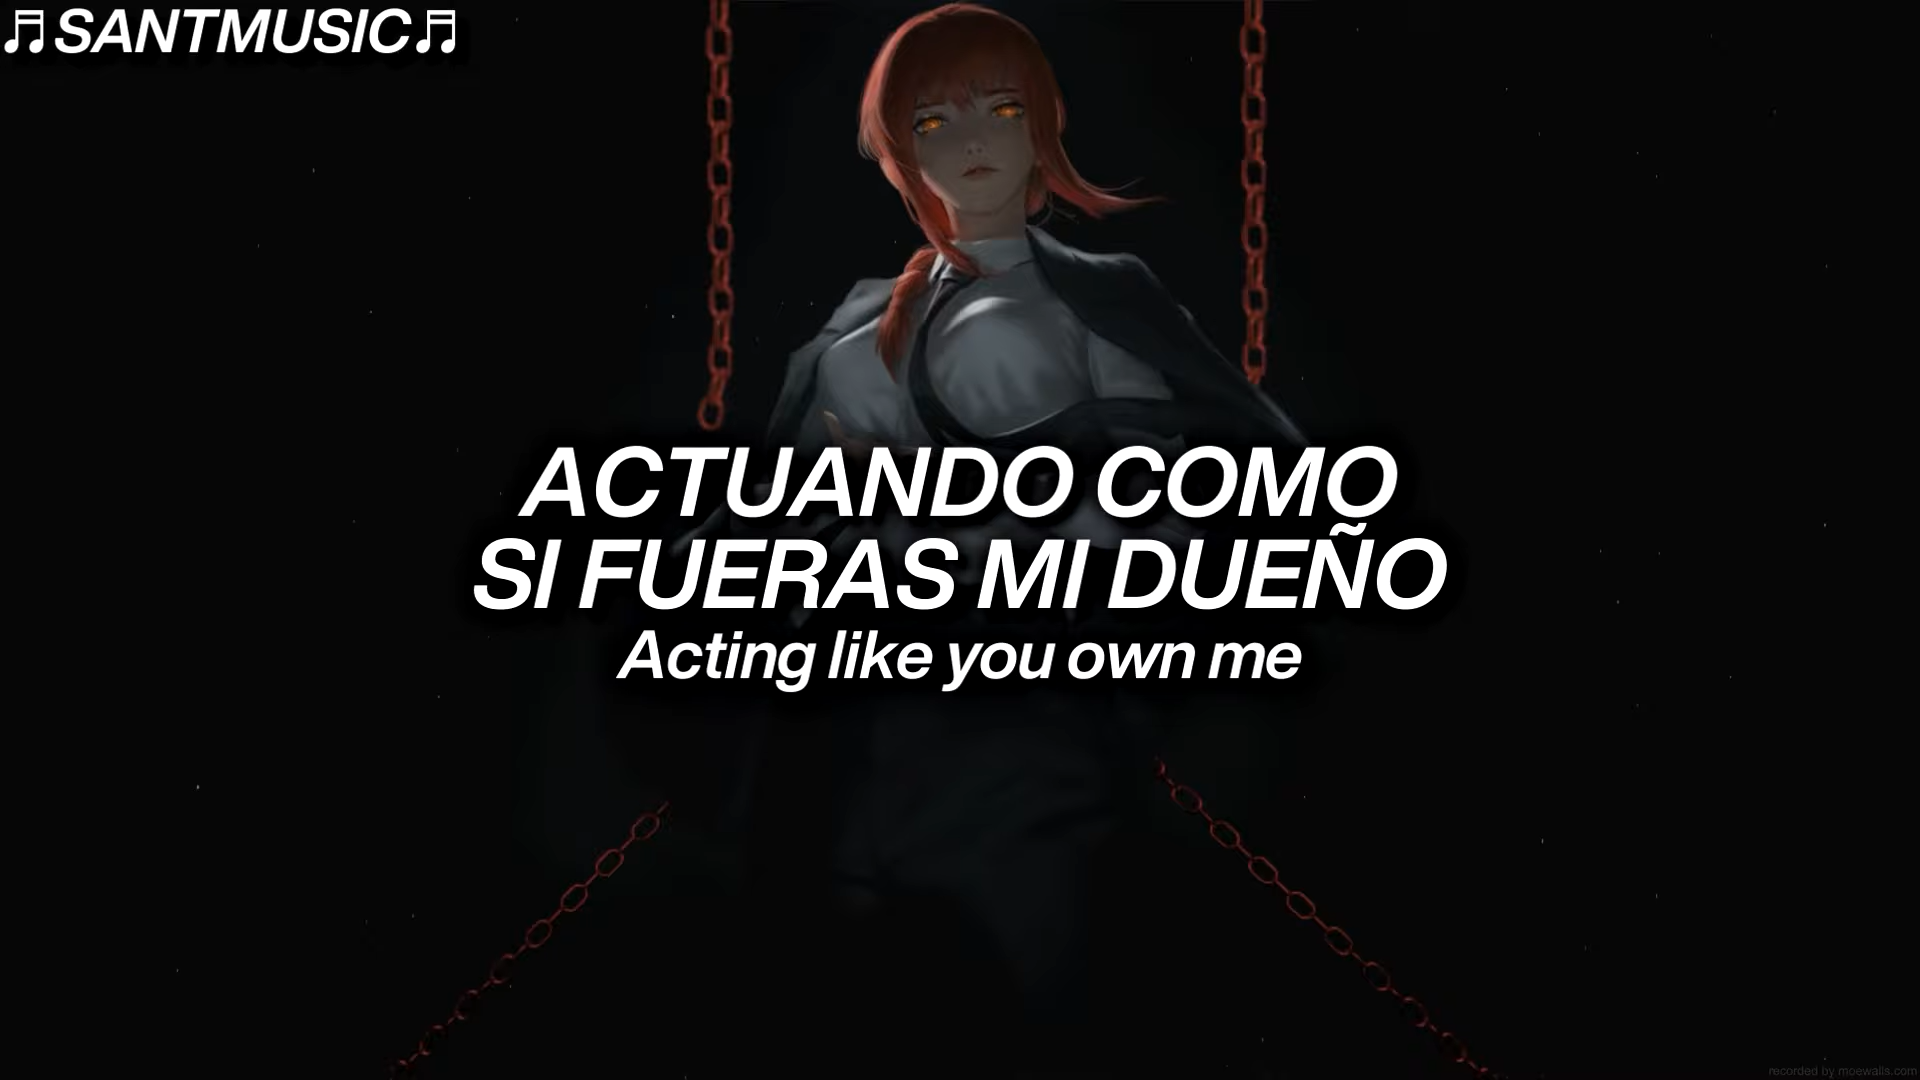 ♬SANTMUSIC♬
ACTUANDO COMO
SI FUERAS MI DUEÑO
Acting like you own me
recorded by moewalls.com